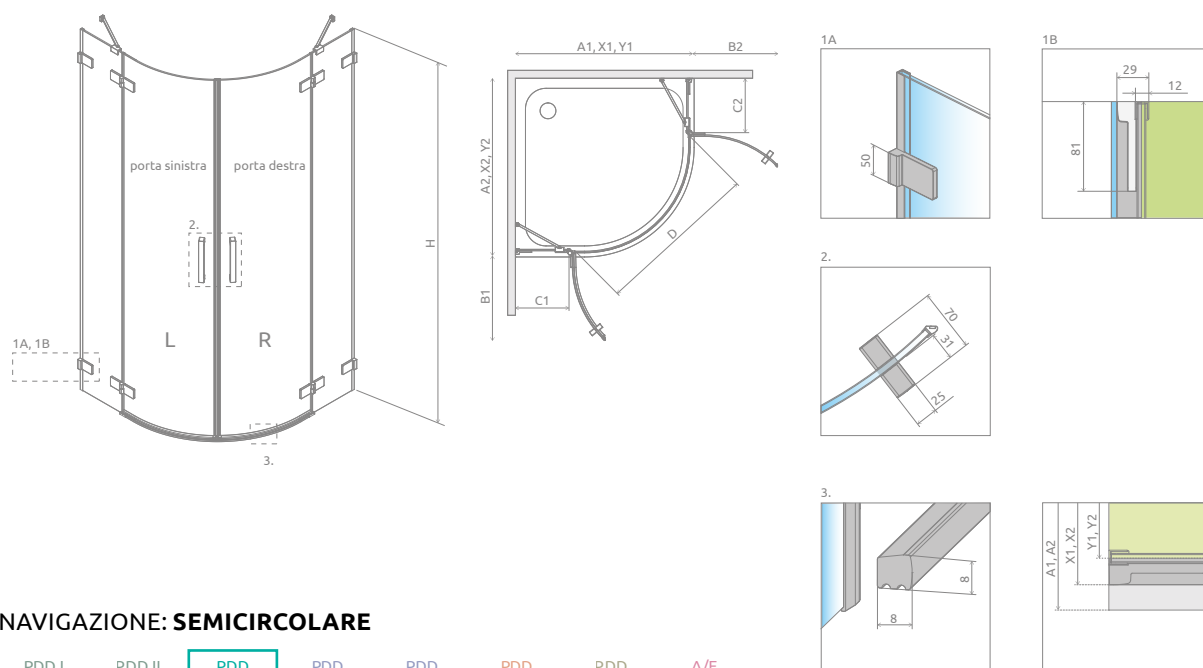 porta sinistra
porta destra
2.
H
L
R
1A, 1B
3.
A1, X1, Y1
B2
C2
A2, X2, Y2
D
B1
C1
1A
50
1B
29
12
81
2.
70
31
25
3.
8
8
A1, A2
X1, X2
Y1, Y2
NAVIGAZIONE: SEMICIRCOLARE